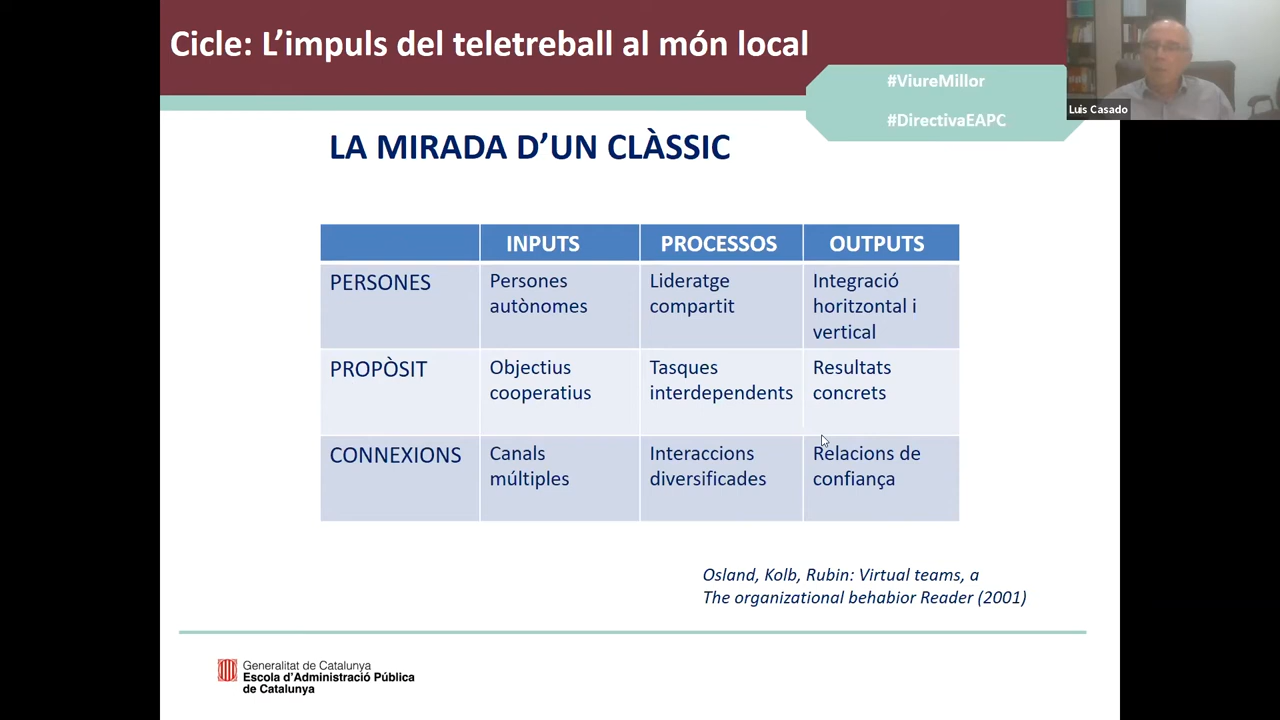 Cicle: L’impuls del teletreball al món local
#ViureMillor
#DirectivaEAPC
Luis Casado
LA MIRADA D’UN CLÀSSIC
INPUTS PROCESSOS OUTPUTS
PERSONES
Persones
autònomes
Lideratge
compartit
Integració
horitzontal i
vertical
PROPÒSIT
Objectius
cooperatius
Tasques
interdependents
Resultats
concrets
CONNEXIONS
Canals
múltiples
Interaccions
diversificades
Relacions de
confiança
Osland, Kolb, Rubin: Virtual teams, a
The organizational behabior Reader (2001)
Generalitat de Catalunya
Escola d’Administració Pública
de Catalunya